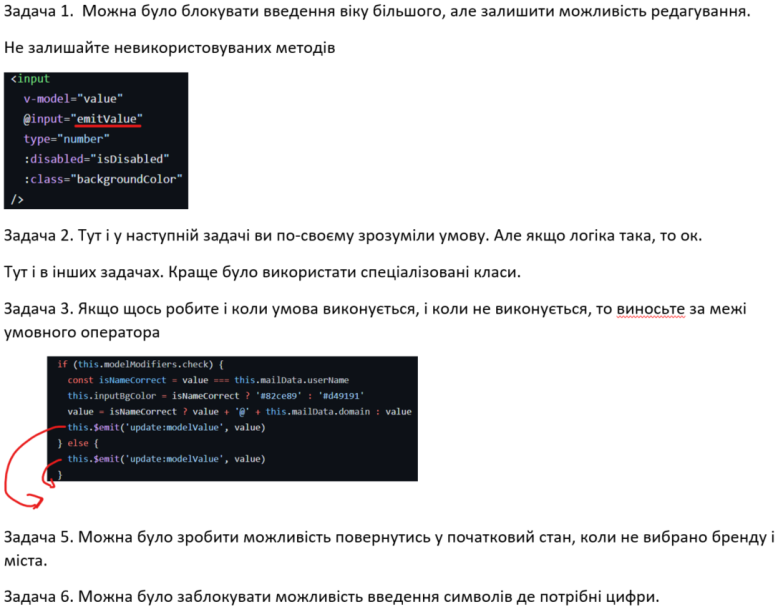 Задача 1.  Можна було блокувати введення віку більшого, але залишити можливість редагування.
Не залишайте невикористовуваних методів
<input
v-model="value"
@input="emitValue"
type="number"
:disabled="isDisabled"
:class="backgroundColor"
/>
Задача 2. Тут і у наступній задачі ви по-своєму зрозуміли умову. Але якщо логіка така, то ок.
Тут і в інших задачах. Краще було використати спеціалізовані класи.
Задача 3. Якщо щось робите і коли умова виконується, і коли не виконується, то виносьте за межі
умовного оператора
if (this.modelModifiers.check) {
const isNameCorrect = value === this.mailData.userName
this.inputBgColor = isNameCorrect ? '#82ce89' : '#d49191'
value = isNameCorrect ? value + '@' + this.mailData.domain : value
this.$emit('update:modelValue', value)
} else {
this.$emit('update:modelValue', value)
}
Задача 5. Можна було зробити можливість повернутись у початковий стан, коли не вибрано бренду і
міста.
Задача 6. Можна було заблокувати можливість введення символів де потрібні цифри.